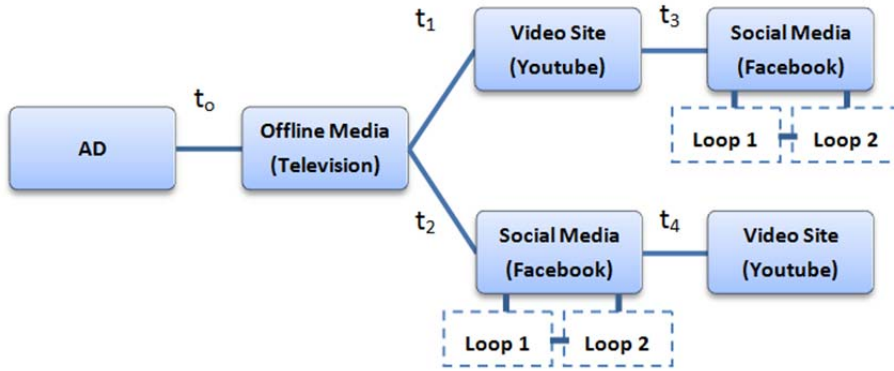 AD
t₀
Offline Media
(Television)
t₁
Video Site
(Youtube)
t₃
Social Media
(Facebook)
Loop 1
Loop 2
t₂
Social Media
(Facebook)
Loop 1
Loop 2
t₄
Video Site
(Youtube)